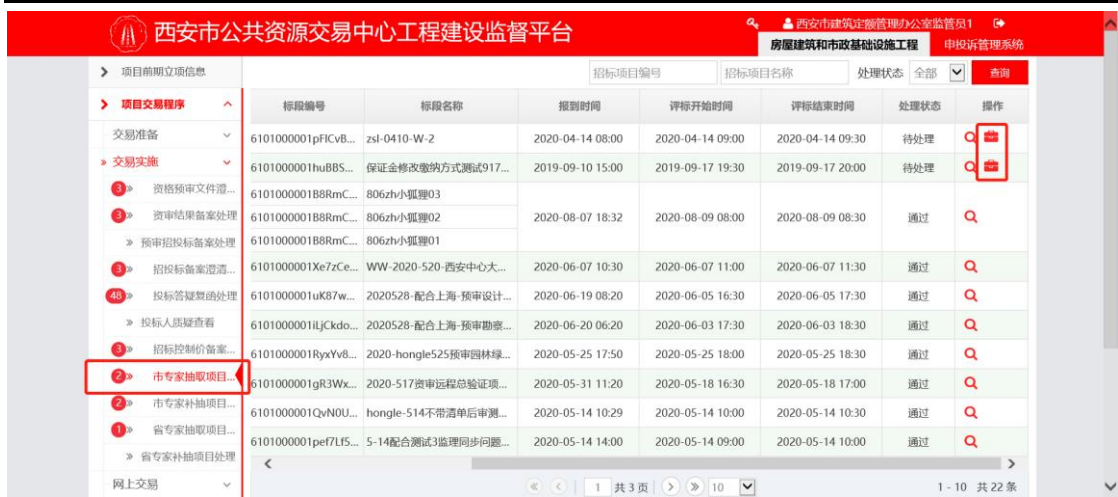 西安市公共资源交易中心工程建设监督平台
西安市建筑定额管理办公室监管员1
房屋建筑和市政基础设施工程 申投诉管理系统
项目前期立项信息
招标项目编号 招标项目名称 处理状态 全部 查询
项目交易程序
标段编号 标段名称 报到时间 评标开始时间 评标结束时间 处理状态 操作
交易准备
6101000001pFICvB... zsl-0410-W-2 2020-04-14 08:00 2020-04-14 09:00 2020-04-14 09:30 待处理
交易实施
6101000001huBBS... 保证金修改缴纳方式测试917... 2019-09-10 15:00 2019-09-17 19:30 2019-09-17 20:00 待处理
3 资格预审文件澄...
6101000001B8RmC... 806zh小狐狸03
3 资审结果备案处理
6101000001B8RmC... 806zh小狐狸02 2020-08-07 18:32 2020-08-09 08:00 2020-08-09 08:30 通过
预审招投标备案处理
6101000001B8RmC... 806zh小狐狸01
3 招投标备案澄清...
6101000001Xe7zCe... WW-2020-520-西安中心大... 2020-06-07 10:30 2020-06-07 11:00 2020-06-07 11:30 通过
48 投标答疑复函处理
6101000001uK87w... 2020528-配合上海-预审设计... 2020-06-19 08:20 2020-06-05 16:30 2020-06-05 17:30 通过
投标人质疑查看
6101000001iLjCkdo... 2020528-配合上海-预审勘察... 2020-06-20 06:20 2020-06-03 17:30 2020-06-03 18:30 通过
3 招标控制价备案...
6101000001RyxYv8... 2020-hongle525预审园林绿... 2020-05-25 17:50 2020-05-25 18:00 2020-05-25 18:30 通过
2 市专家抽取项目...
6101000001gR3Wx... 2020-517资审远程总验证项... 2020-05-31 11:20 2020-05-18 16:30 2020-05-18 17:00 通过
2 市专家补抽项目...
6101000001QvN0U... hongle-514不带清单后审测... 2020-05-14 10:29 2020-05-14 10:00 2020-05-14 10:30 通过
1 省专家抽取项目...
6101000001pef7Lf5... 5-14配合测试3监理同步问题... 2020-05-14 14:00 2020-05-14 09:00 2020-05-14 10:00 通过
省专家补抽项目处理
网上交易
1 共3页 10 1 - 10 共22条